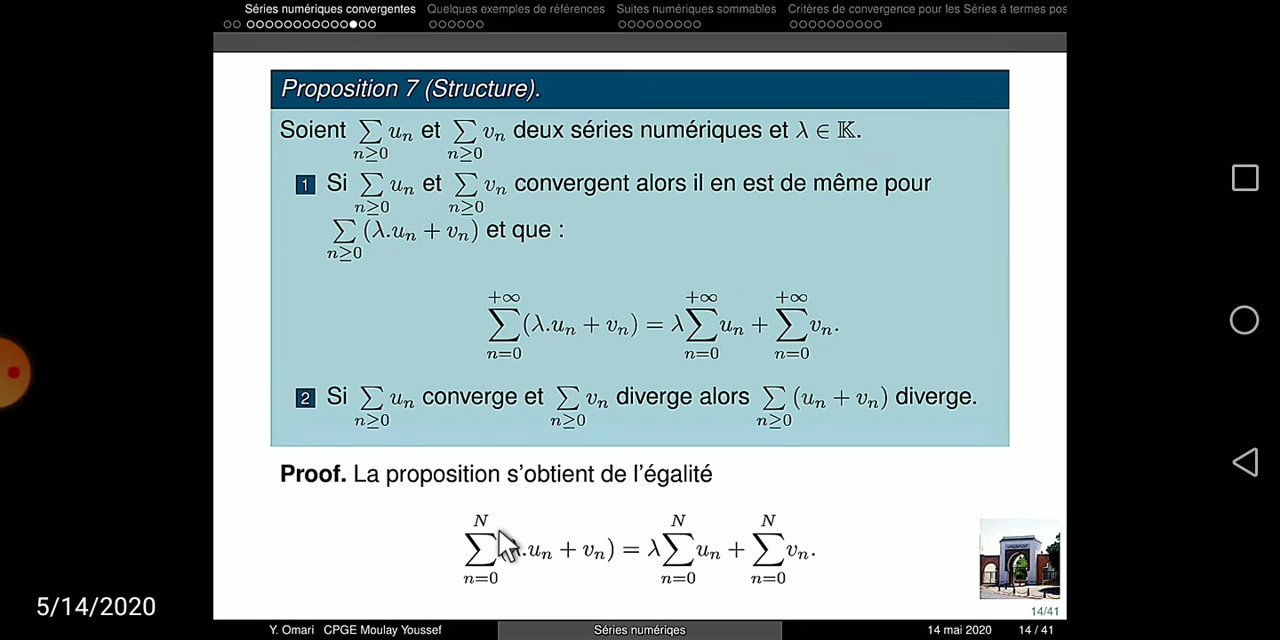 Séries numériques convergentes Quelques exemples de références Suites numériques sommables Critères de convergence pour les Séries à termes pos
Proposition 7 (Structure).
Soient ∑_{n≥0} u_n et ∑_{n≥0} v_n deux séries numériques et λ ∈ 𝕂.
1 Si ∑_{n≥0} u_n et ∑_{n≥0} v_n convergent alors il en est de même pour
∑_{n≥0} (λ.u_n + v_n) et que :
∑_{n=0}^{+∞} (λ.u_n + v_n) = λ ∑_{n=0}^{+∞} u_n + ∑_{n=0}^{+∞} v_n.
2 Si ∑_{n≥0} u_n converge et ∑_{n≥0} v_n diverge alors ∑_{n≥0} (u_n + v_n) diverge.
Proof. La proposition s'obtient de l'égalité
∑_{n=0}^{N} .u_n + v_n) = λ ∑_{n=0}^{N} u_n + ∑_{n=0}^{N} v_n.
5/14/2020
14/41
Y. Omari CPGE Moulay Youssef Séries numériqes 14 mai 2020 14 / 41